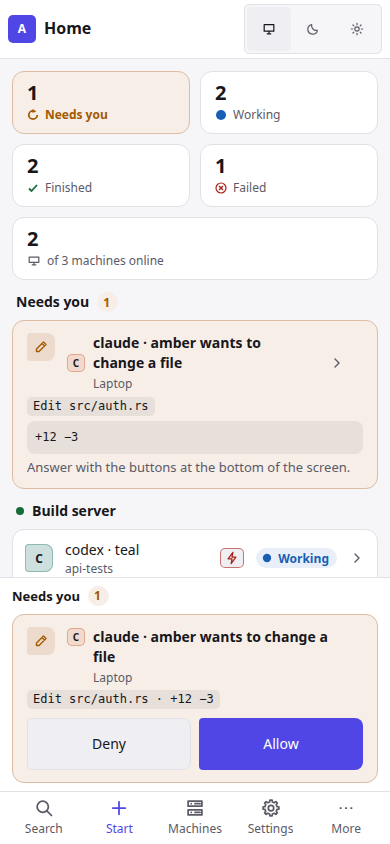 A Home
1
Needs you
2
Working
2
Finished
1
Failed
2
of 3 machines online
Needs you 1
claude · amber wants to
C change a file
Laptop
Edit src/auth.rs
+12 −3
Answer with the buttons at the bottom of the screen.
Build server
C codex · teal
Working
api-tests
Needs you 1
C claude · amber wants to change a
file
Laptop
Edit src/auth.rs · +12 −3
Deny Allow
Search Start Machines Settings More